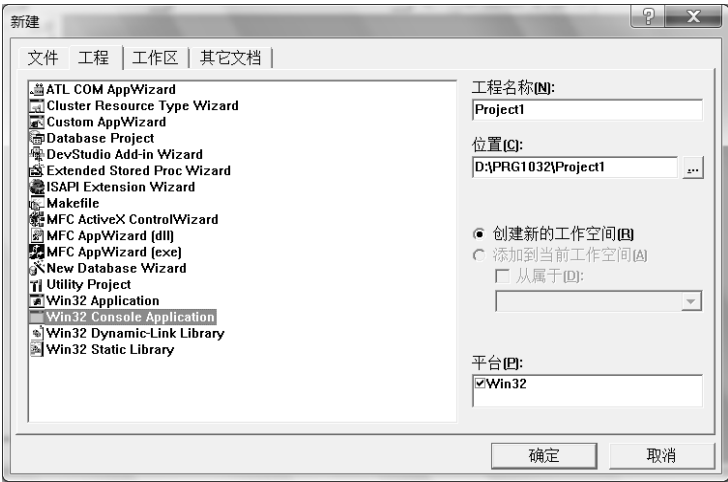 新建
文件 工程 工作区 其它文档
ATL COM AppWizard
Cluster Resource Type Wizard
Custom AppWizard
Database Project
DevStudio Add-in Wizard
Extended Stored Proc Wizard
ISAPI Extension Wizard
Makefile
MFC ActiveX ControlWizard
MFC AppWizard (dll)
MFC AppWizard (exe)
New Database Wizard
Utility Project
Win32 Application
Win32 Console Application
Win32 Dynamic-Link Library
Win32 Static Library
工程名称(N):
Project1
位置(C):
D:\PRG1032\Project1
...
创建新的工作空间(R)
添加到当前工作空间(A)
从属于(D):
平台(P):
Win32
确定 取消